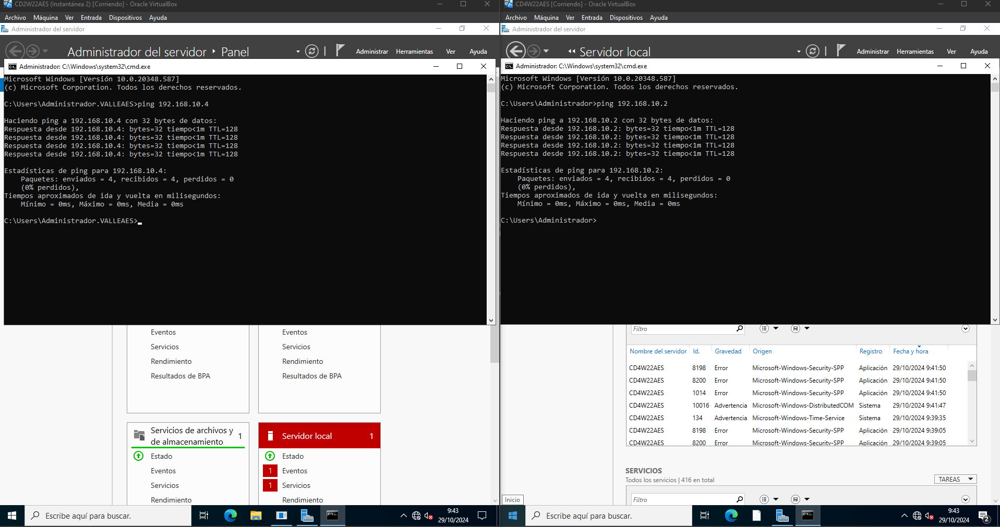 CD2W22AES (Instantánea 2) [Corriendo] - Oracle VirtualBox
Archivo Máquina Ver Entrada Dispositivos Ayuda
Administrador del servidor
Administrador del servidor ‣ Panel
Administrar Herramientas Ver Ayuda
Administrador: C:\Windows\system32\cmd.exe
Microsoft Windows [Versión 10.0.20348.587]
(c) Microsoft Corporation. Todos los derechos reservados.
C:\Users\Administrador.VALLEAES>ping 192.168.10.4
Haciendo ping a 192.168.10.4 con 32 bytes de datos:
Respuesta desde 192.168.10.4: bytes=32 tiempo<1m TTL=128
Respuesta desde 192.168.10.4: bytes=32 tiempo<1m TTL=128
Respuesta desde 192.168.10.4: bytes=32 tiempo<1m TTL=128
Respuesta desde 192.168.10.4: bytes=32 tiempo<1m TTL=128
Estadísticas de ping para 192.168.10.4:
Paquetes: enviados = 4, recibidos = 4, perdidos = 0
(0% perdidos),
Tiempos aproximados de ida y vuelta en milisegundos:
Mínimo = 0ms, Máximo = 0ms, Media = 0ms
C:\Users\Administrador.VALLEAES>
Eventos
Servicios
Rendimiento
Resultados de BPA
Eventos
Servicios
Rendimiento
Resultados de BPA
Servicios de archivos y
de almacenamiento
1
Estado
Eventos
Servicios
Rendimiento
Servidor local 1
Estado
1 Eventos
1 Servicios
Rendimiento
Escribe aquí para buscar.
9:43
29/10/2024
CD4W22AES [Corriendo] - Oracle VirtualBox
Archivo Máquina Ver Entrada Dispositivos Ayuda
Administrador del servidor
Servidor local
Administrar Herramientas Ver Ayuda
Administrador: C:\Windows\system32\cmd.exe
Microsoft Windows [Versión 10.0.20348.587]
(c) Microsoft Corporation. Todos los derechos reservados.
C:\Users\Administrador>ping 192.168.10.2
Haciendo ping a 192.168.10.2 con 32 bytes de datos:
Respuesta desde 192.168.10.2: bytes=32 tiempo<1m TTL=128
Respuesta desde 192.168.10.2: bytes=32 tiempo<1m TTL=128
Respuesta desde 192.168.10.2: bytes=32 tiempo<1m TTL=128
Respuesta desde 192.168.10.2: bytes=32 tiempo<1m TTL=128
Estadísticas de ping para 192.168.10.2:
Paquetes: enviados = 4, recibidos = 4, perdidos = 0
(0% perdidos),
Tiempos aproximados de ida y vuelta en milisegundos:
Mínimo = 0ms, Máximo = 0ms, Media = 0ms
C:\Users\Administrador>
Filtro
Nombre del servidor Id. Gravedad Origen Registro Fecha y hora
CD4W22AES 8198 Error Microsoft-Windows-Security-SPP Aplicación 29/10/2024 9:41:50
CD4W22AES 8200 Error Microsoft-Windows-Security-SPP Aplicación 29/10/2024 9:41:50
CD4W22AES 1014 Error Microsoft-Windows-Security-SPP Aplicación 29/10/2024 9:41:50
CD4W22AES 10016 Advertencia Microsoft-Windows-DistributedCOM Sistema 29/10/2024 9:41:47
CD4W22AES 134 Advertencia Microsoft-Windows-Time-Service Sistema 29/10/2024 9:39:35
CD4W22AES 8198 Error Microsoft-Windows-Security-SPP Aplicación 29/10/2024 9:39:05
CD4W22AES 8200 Error Microsoft-Windows-Security-SPP Aplicación 29/10/2024 9:39:05
SERVICIOS
Todos los servicios | 416 en total
TAREAS
Filtro
Inicio
Escribe aquí para buscar.
9:43
29/10/2024
2